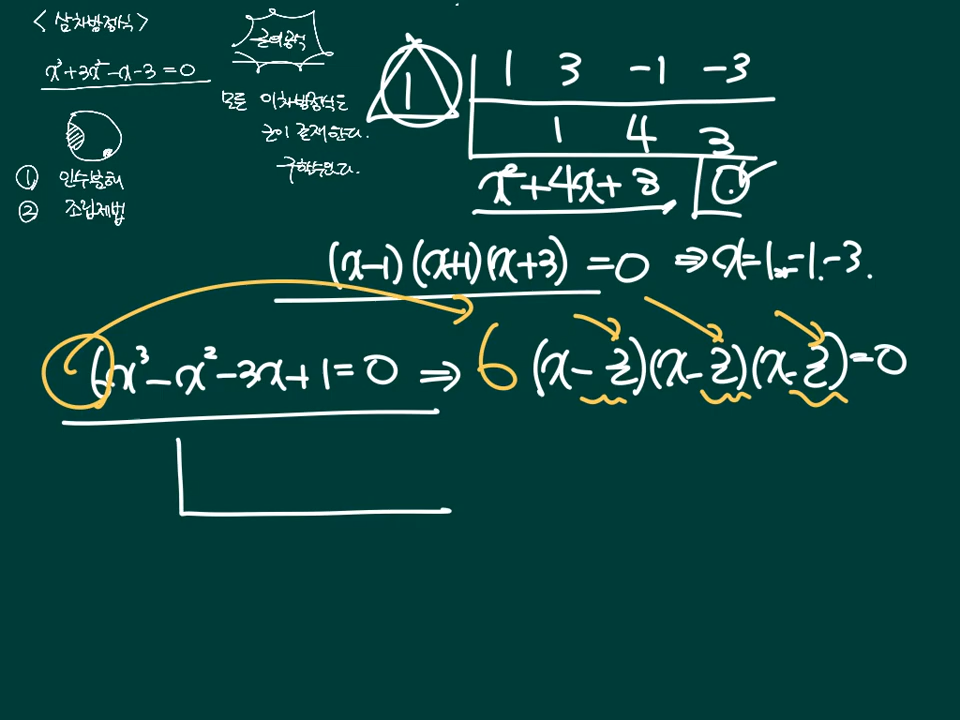 < 삼차방정식 >
x³+3x²-x-3=0
① 인수분해
② 조립제법
근의공식
모든 이차방정식은
근이 존재한다.
구할수있다.
1 | 1 3 -1 -3
1 4 3
x²+4x+3 0
(x-1)(x+1)(x+3)=0 ⇒ x=1, -1, -3.
6x³-x²-3x+1=0 ⇒ 6(x- 근)(x- 근)(x- 근)=0